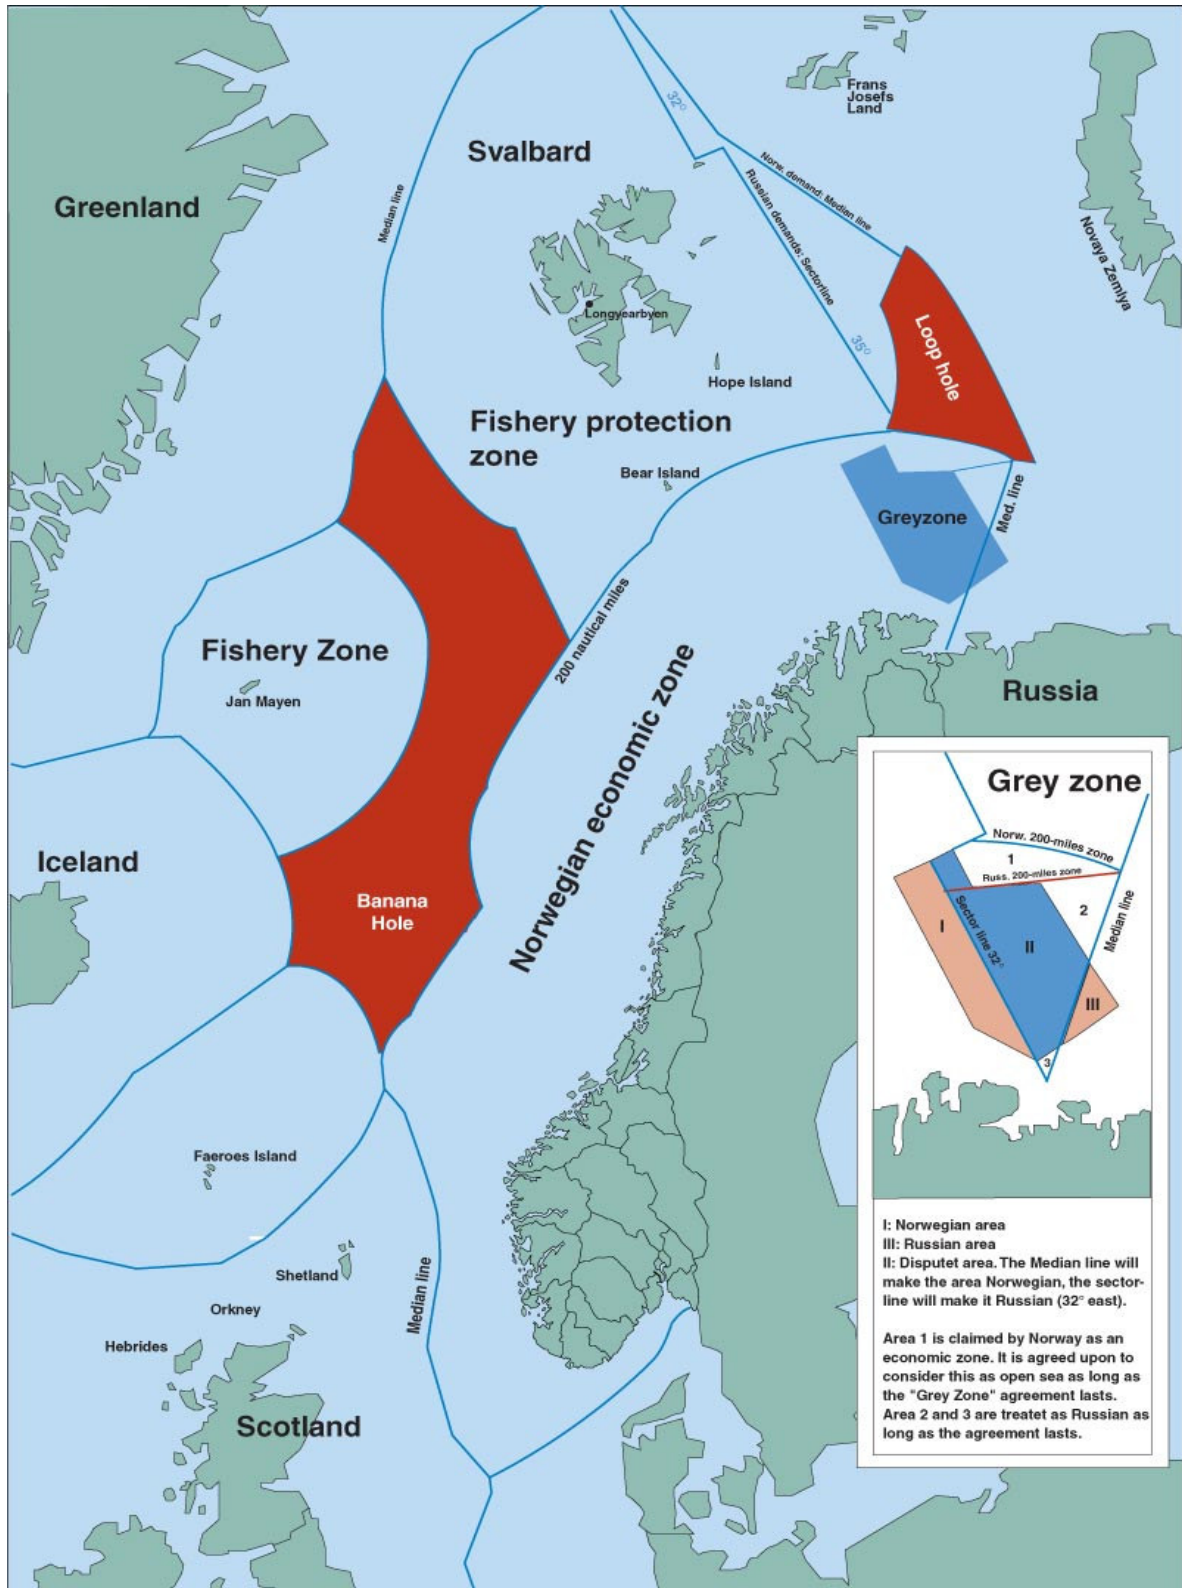 Frans
Josefs
Land
32°
Svalbard
Norw. demand: Median line
Russian demands: Sectorline
Greenland
Median line
Novaya Zemlya
Longyearbyen
Loop hole
35°
Hope Island
Fishery protection
zone
Bear Island
Med. line
Greyzone
200 nautical miles
Fishery Zone
Jan Mayen
Norwegian economic zone
Russia
Iceland
Banana
Hole
Faeroes Island
Shetland
Orkney
Hebrides
Median line
Scotland
Grey zone
Norw. 200-miles zone
1
Russ. 200-miles zone
I
Sector line 32°
2
II
Median line
III
3
I: Norwegian area
III: Russian area
II: Disputet area. The Median line will
make the area Norwegian, the sector-
line will make it Russian (32° east).
Area 1 is claimed by Norway as an
economic zone. It is agreed upon to
consider this as open sea as long as
the "Grey Zone" agreement lasts.
Area 2 and 3 are treatet as Russian as
long as the agreement lasts.